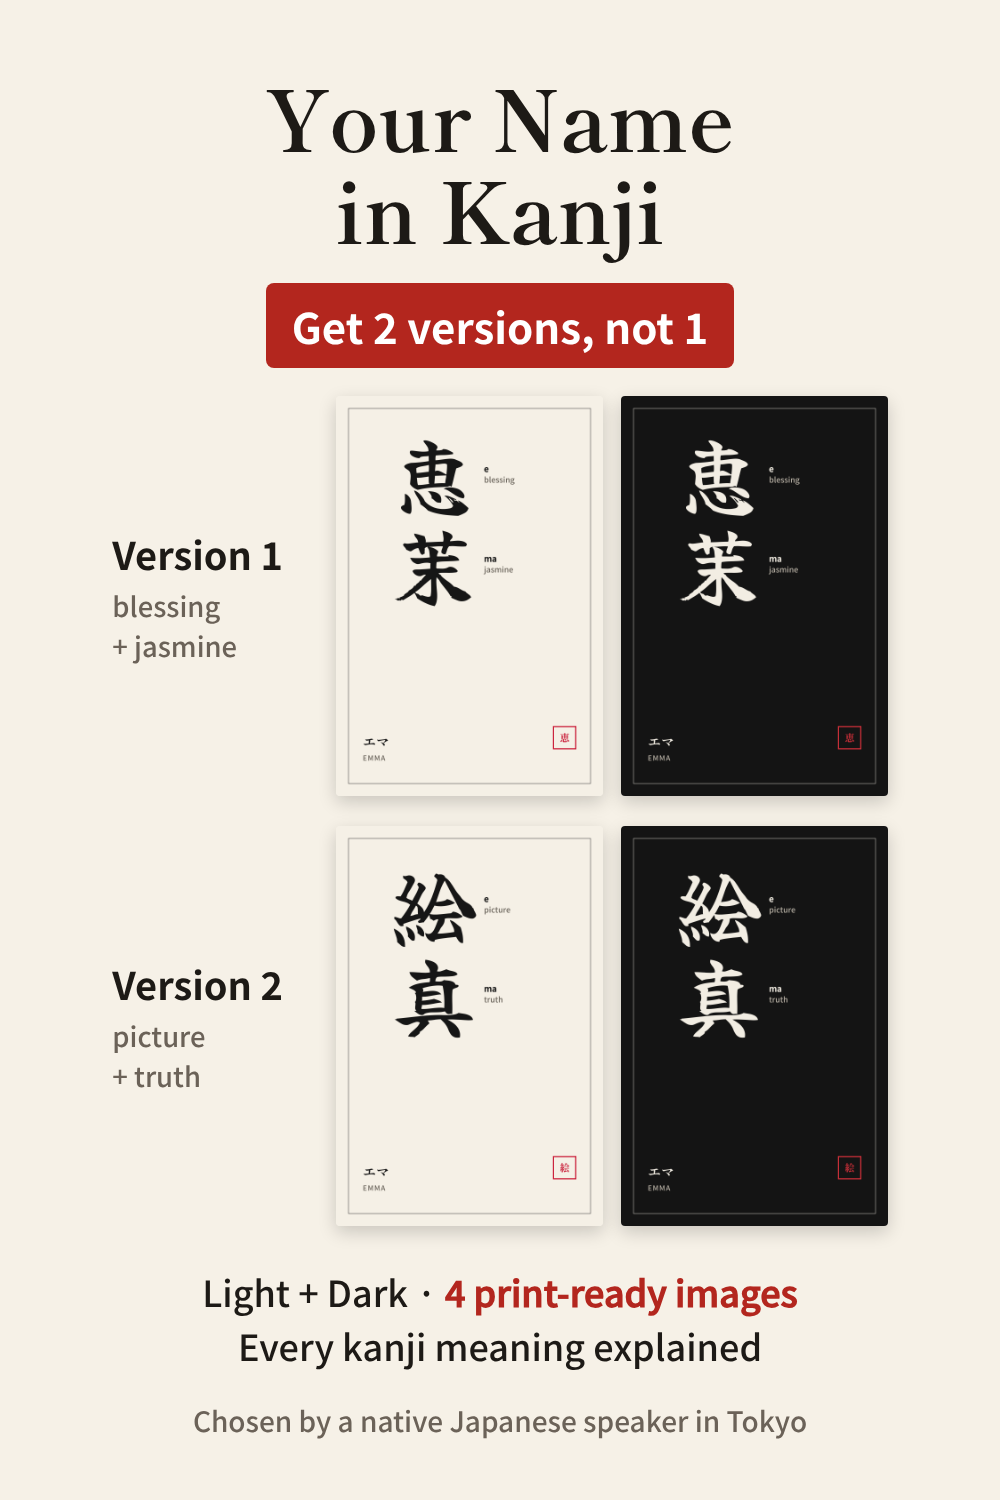 Your Name
in Kanji
Get 2 versions, not 1
Version 1
blessing
+ jasmine
恵
e
blessing
茉
ma
jasmine
エマ
EMMA
恵
恵
e
blessing
茉
ma
jasmine
エマ
EMMA
恵
Version 2
picture
+ truth
絵
e
picture
真
ma
truth
エマ
EMMA
絵
絵
e
picture
真
ma
truth
エマ
EMMA
絵
Light + Dark · 4 print-ready images
Every kanji meaning explained
Chosen by a native Japanese speaker in Tokyo